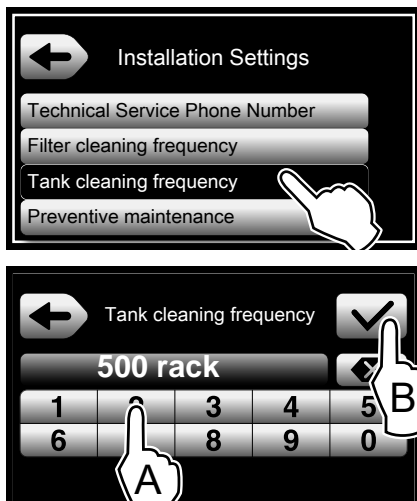 Installation Settings
Technical Service Phone Number
Filter cleaning frequency
Tank cleaning frequency
Preventive maintenance
Tank cleaning frequency
500 rack
1 2 3 4 5
B
6 8 9 0
A